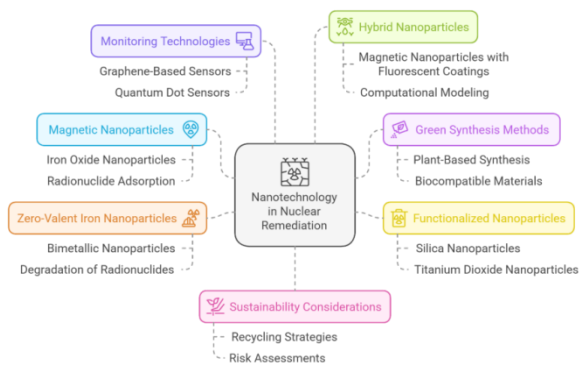 Monitoring Technologies
Graphene-Based Sensors
Quantum Dot Sensors
Hybrid Nanoparticles
Magnetic Nanoparticles with
Fluorescent Coatings
Computational Modeling
Magnetic Nanoparticles
Iron Oxide Nanoparticles
Radionuclide Adsorption
Green Synthesis Methods
Plant-Based Synthesis
Biocompatible Materials
Nanotechnology
in Nuclear
Remediation
Zero-Valent Iron Nanoparticles
Bimetallic Nanoparticles
Degradation of Radionuclides
Functionalized Nanoparticles
Silica Nanoparticles
Titanium Dioxide Nanoparticles
Sustainability Considerations
Recycling Strategies
Risk Assessments